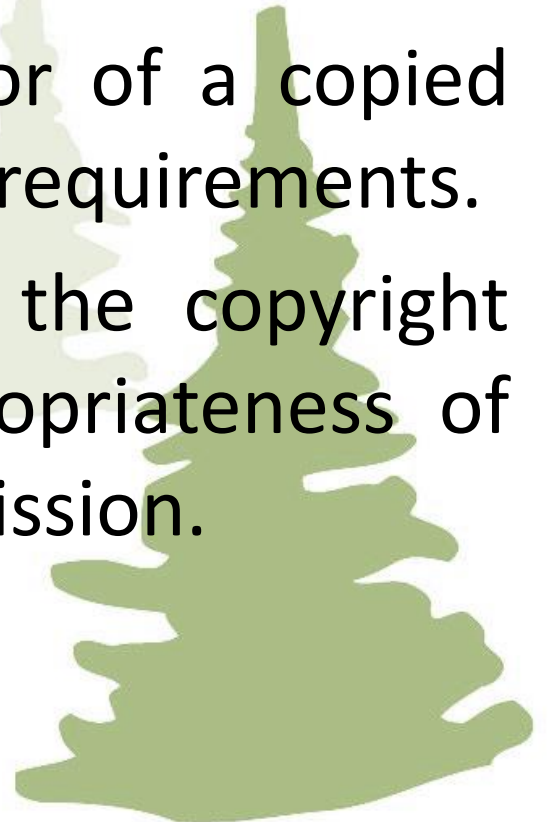 or of a copied
requirements.
the copyright
opriateness of
ission.